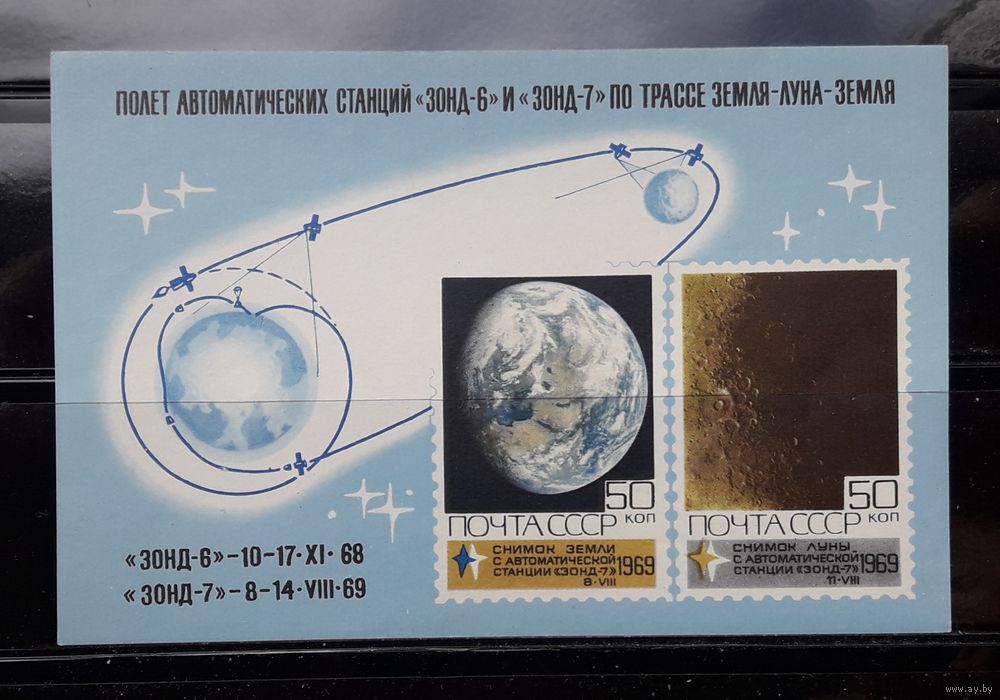 ПОЛЕТ АВТОМАТИЧЕСКИХ СТАНЦИЙ «ЗОНД-6» И «ЗОНД-7» ПО ТРАССЕ ЗЕМЛЯ-ЛУНА-ЗЕМЛЯ
50
КОП
ПОЧТА СССР
СНИМОК ЗЕМЛИ
С АВТОМАТИЧЕСКОЙ
СТАНЦИИ «ЗОНД-7»
8·VIII
1969
50
КОП
ПОЧТА СССР
СНИМОК ЛУНЫ
С АВТОМАТИЧЕСКОЙ
СТАНЦИИ «ЗОНД-7»
11·VIII
1969
«ЗОНД-6»-10-17·XI·68
«ЗОНД-7»-8-14·VIII·69
www.ay.by